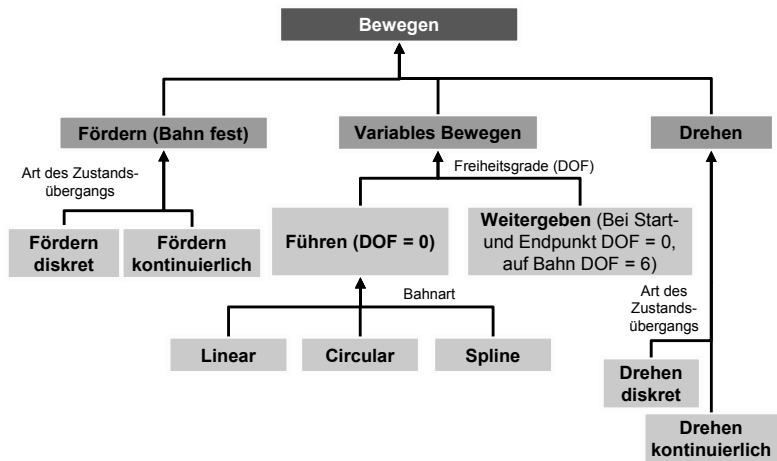 Bewegen
Fördern (Bahn fest)
Variables Bewegen
Drehen
Art des Zustands-
übergangs
Freiheitsgrade (DOF)
Fördern
diskret
Fördern
kontinuierlich
Führen (DOF = 0)
Weitergeben (Bei Start-
und Endpunkt DOF = 0,
auf Bahn DOF = 6)
Bahnart
Art des
Zustands-
übergangs
Linear
Circular
Spline
Drehen
diskret
Drehen
kontinuierlich